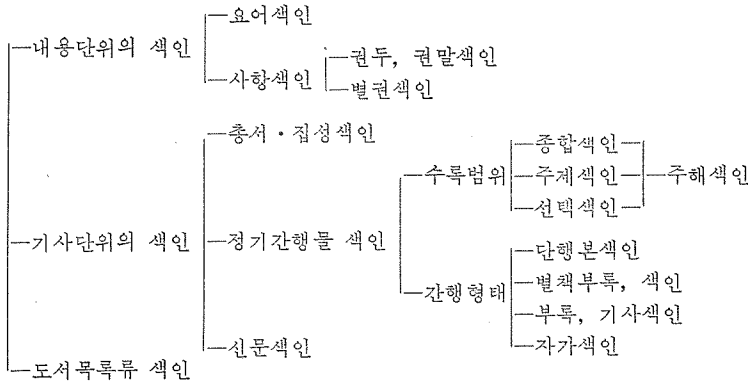 요어색인
내용단위의 색인
권두, 권말색인
사항색인
별권색인
총서・집성색인
종합색인
수록범위 주제색인 주해색인
선택색인
기사단위의 색인 정기간행물 색인
단행본색인
별책부록, 색인
간행형태
부록, 기사색인
신문색인 자가색인
도서목록류 색인